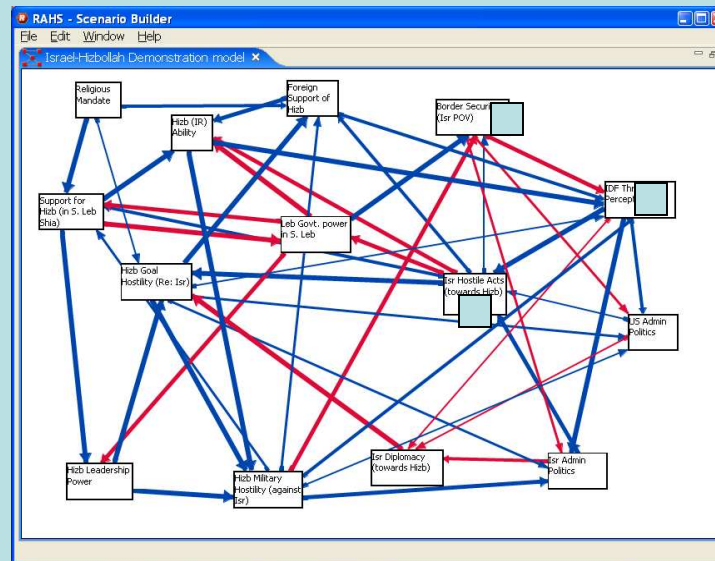 RAHS - Scenario Builder
File Edit Window Help
Israel-Hizbollah Demonstration model
Religious
Mandate
Foreign
Support of
Hizb
Border Securi
(Isr POV)
Hizb (IR)
Ability
IDF Thr
Percept
Support for
Hizb (in S. Leb
Shia)
Leb Govt. power
in S. Leb
Hizb Goal
Hostility (Re: Isr)
Isr Hostile Acts
(towards Hizb)
US Admin
Politics
Hizb Leadership
Power
Hizb Military
Hostility (against
Isr)
Isr Diplomacy
(towards Hizb)
Isr Admin
Politics